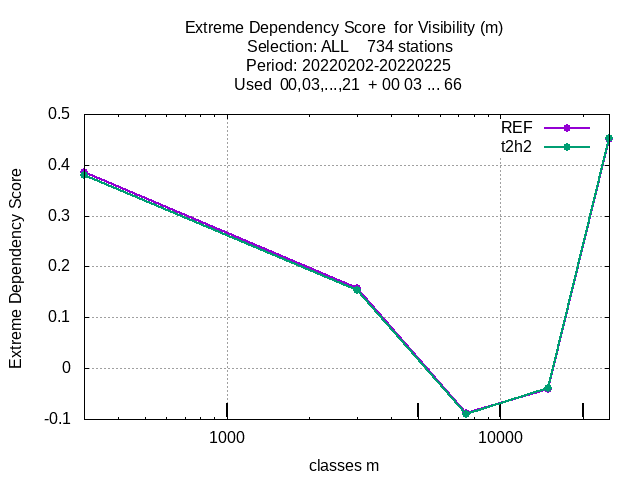 Extreme Dependency Score  for Visibility (m)
Selection: ALL    734 stations
Period: 20220202-20220225
Used  00,03,...,21  + 00 03 ... 66
REF
t2h2
0.5
0.4
0.3
0.2
0.1
0
-0.1
Extreme Dependency Score
1000
10000
classes m